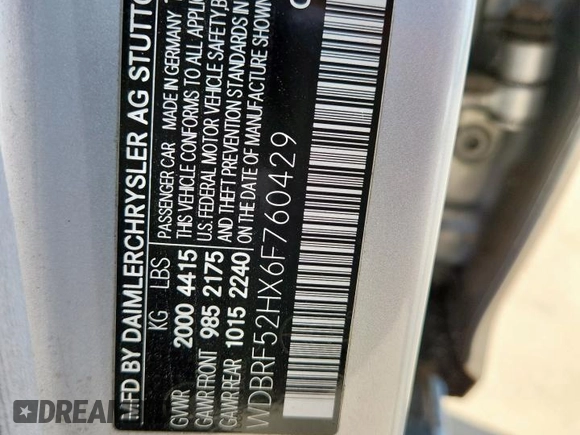 MFD BY DAIMLERCHRYSLER AG STUTTG
KG LBS
GVWR 2000 4415
GAWR FRONT 985 2175
GAWR REAR 1015 2240
PASSENGER CAR MADE IN GERMANY
THIS VEHICLE CONFORMS TO ALL APPLIC
U.S. FEDERAL MOTOR VEHICLE SAFETY B
AND THEFT PREVENTION STANDARDS IN
ON THE DATE OF MANUFACTURE SHOWN
WDBRF52HX6F760429